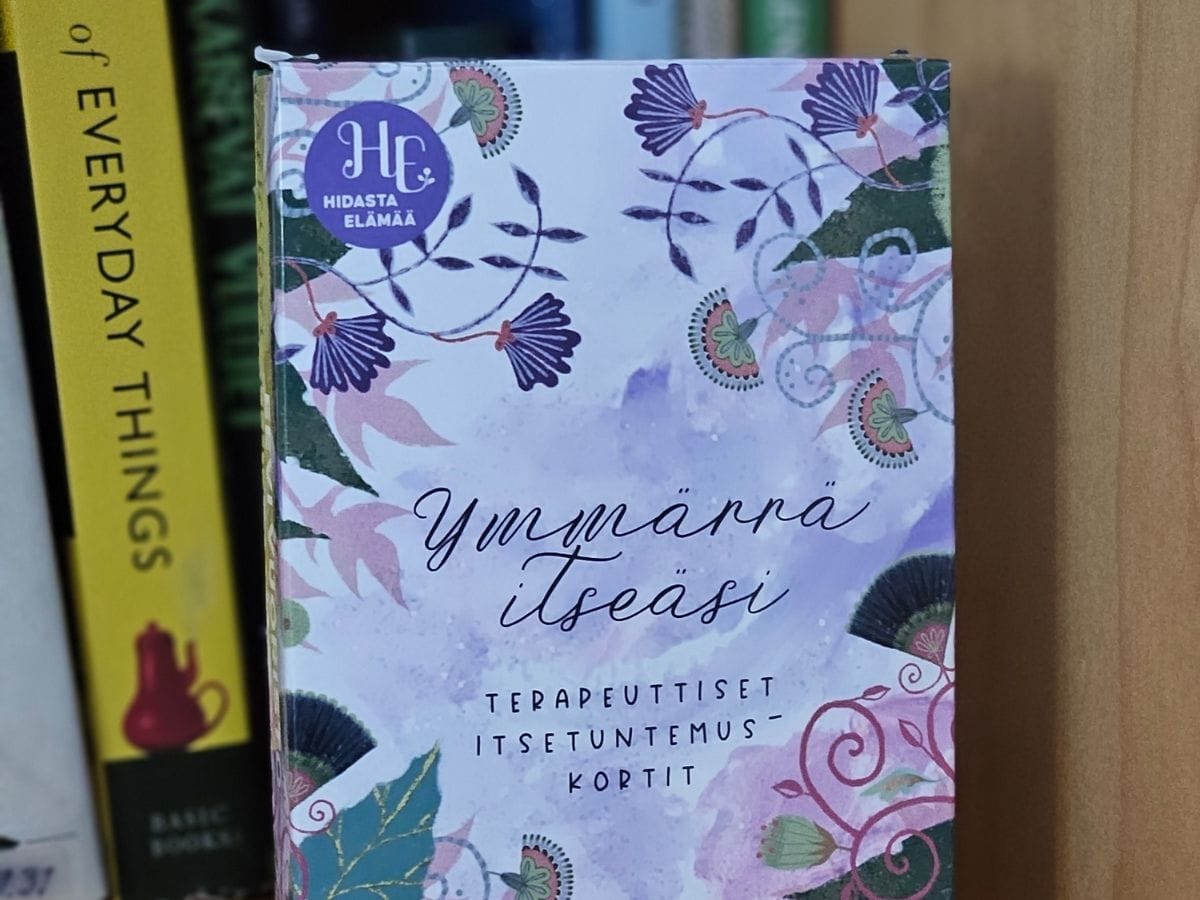 of EVERYDAY THINGS
BASIC
BOOKS
HE
HIDASTA
ELÄMÄÄ
Ymmärrä
itseäsi
TERAPEUTTISET
ITSETUNTEMUS-
KORTIT